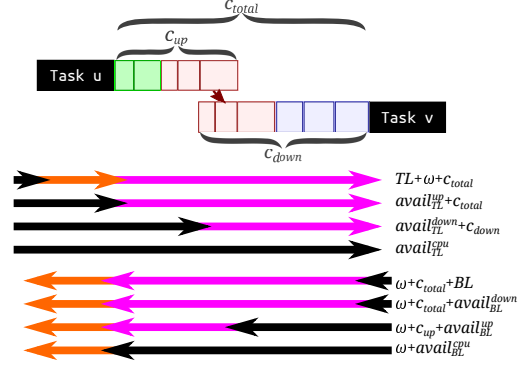 c_total
c_up
Task u
Task v
c_down
TL+ω+c_total
avail_TL^up+c_total
avail_TL^down+c_down
avail_TL^cpu
ω+c_total+BL
ω+c_total+avail_BL^down
ω+c_up+avail_BL^up
ω+avail_BL^cpu